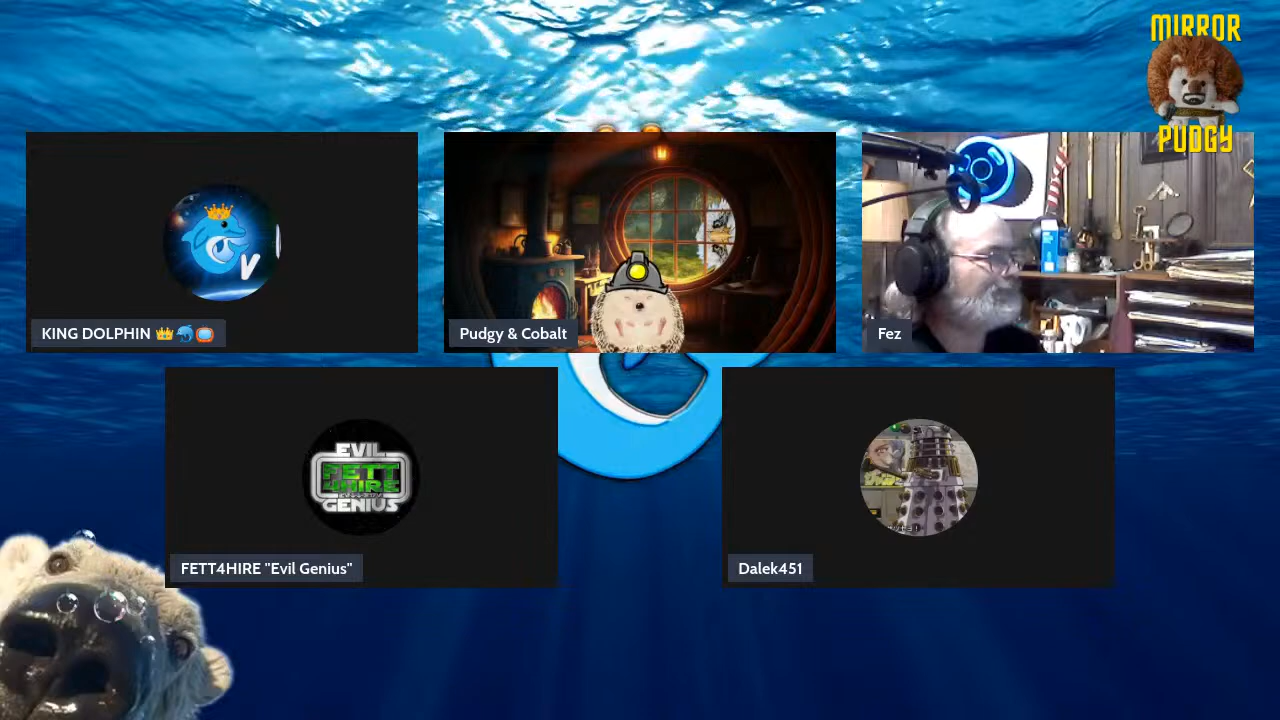 MIRROR
PUDGY
V
KING DOLPHIN 👑🐬📺
Pudgy & Cobalt
Fez
EVIL
FETT
4HIRE
GENIUS
FETT4HIRE "Evil Genius"
Dalek451